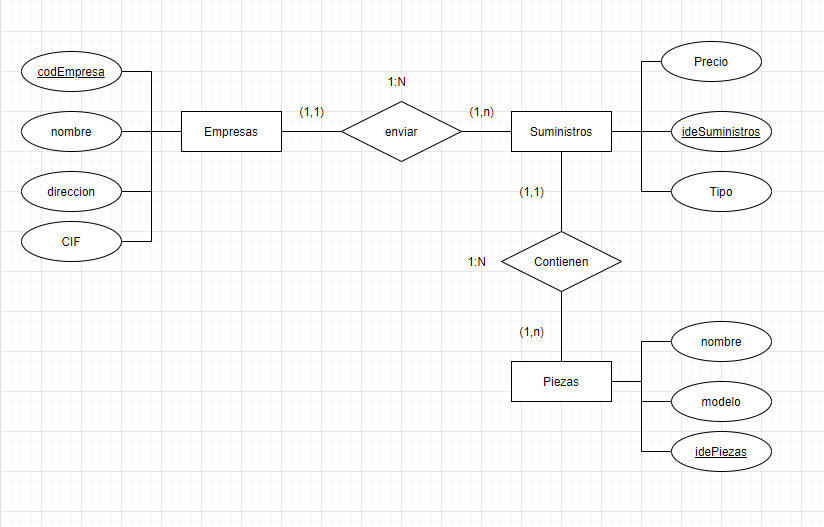 1:N
codEmpresa
Precio
(1,1)
(1,n)
nombre
Empresas
enviar
Suministros
ideSuministros
direccion
(1,1)
Tipo
CIF
1:N
Contienen
(1,n)
nombre
Piezas
modelo
idePiezas